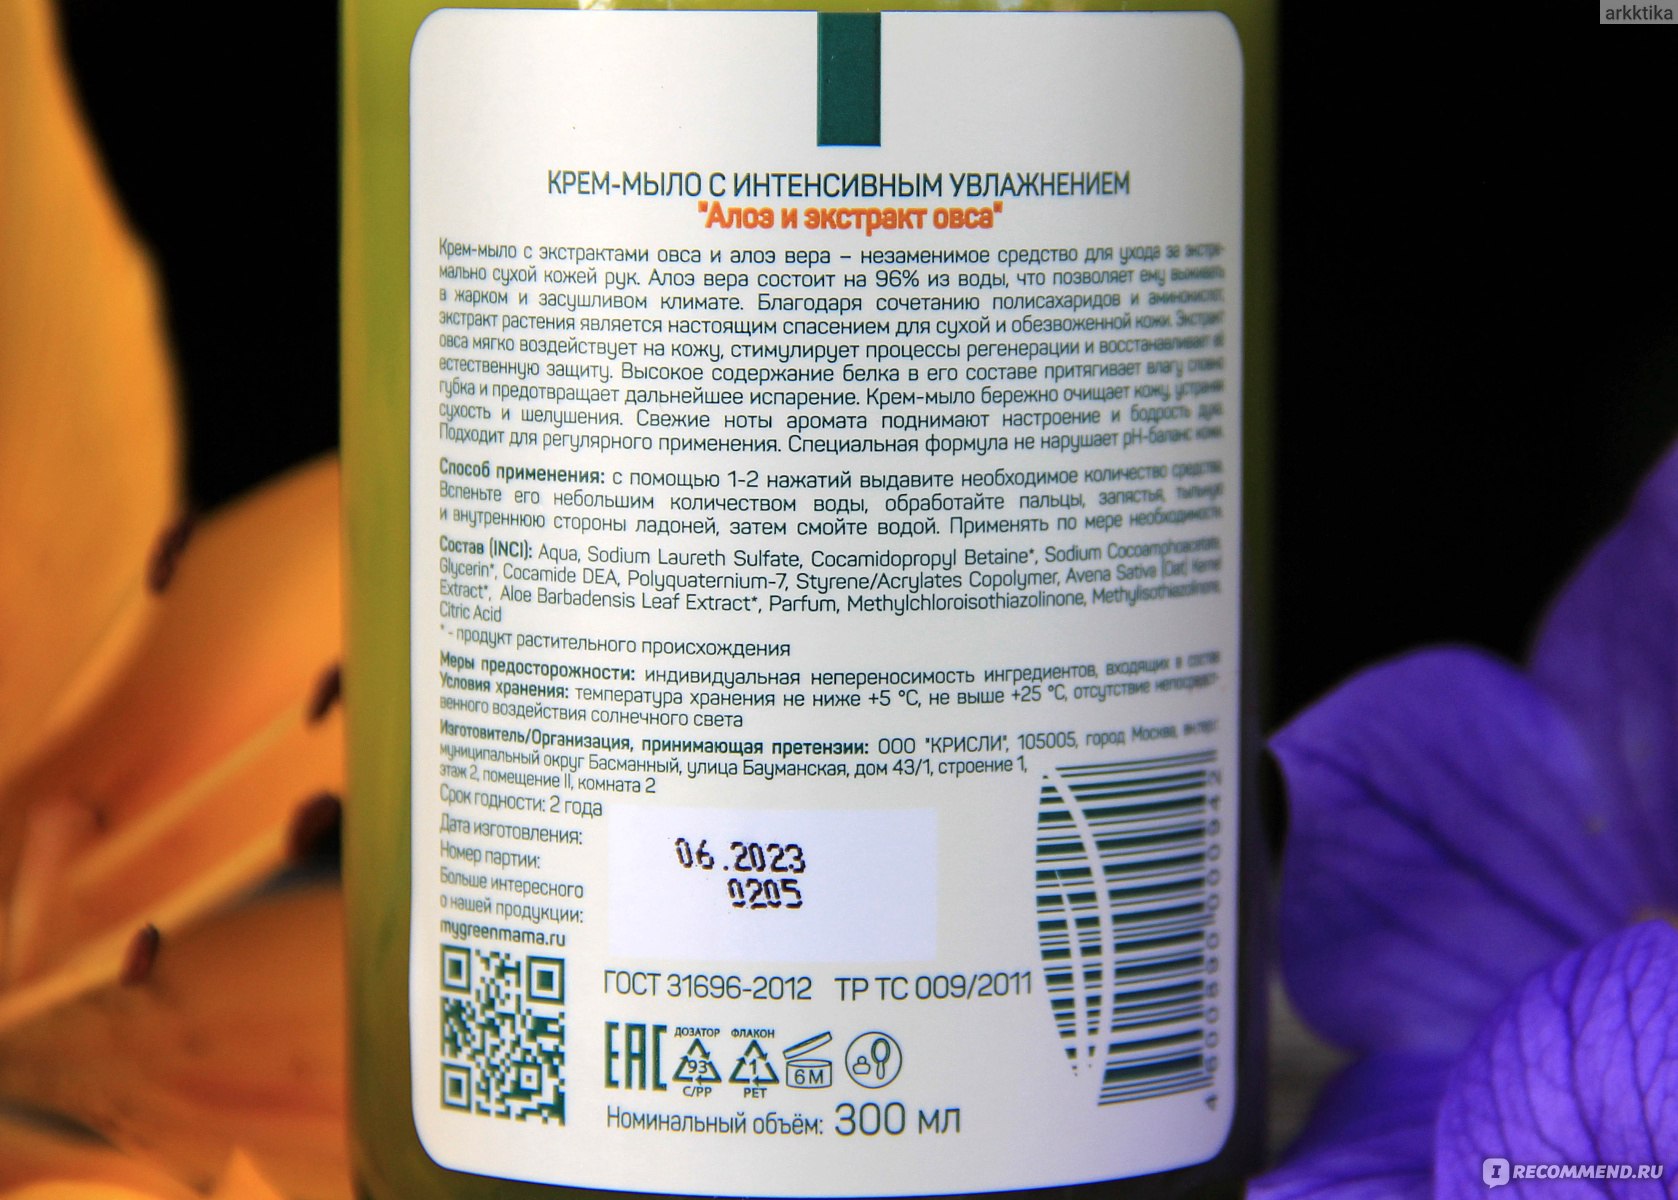 arkktika
КРЕМ-МЫЛО С ИНТЕНСИВНЫМ УВЛАЖНЕНИЕМ
"Алоэ и экстракт овса"
Крем-мыло с экстрактами овса и алоэ вера – незаменимое средство для ухода за экстре-
мально сухой кожей рук. Алоэ вера состоит на 96% из воды, что позволяет ему выживать
в жарком и засушливом климате. Благодаря сочетанию полисахаридов и аминокислот,
экстракт растения является настоящим спасением для сухой и обезвоженной кожи. Экстракт
овса мягко воздействует на кожу, стимулирует процессы регенерации и восстанавливает её
естественную защиту. Высокое содержание белка в его составе притягивает влагу словно
губка и предотвращает дальнейшее испарение. Крем-мыло бережно очищает кожу, устраняя
сухость и шелушения. Свежие ноты аромата поднимают настроение и бодрость духа.
Подходит для регулярного применения. Специальная формула не нарушает pH-баланс кожи.
Способ применения: с помощью 1-2 нажатий выдавите необходимое количество средства.
Вспеньте его небольшим количеством воды, обработайте пальцы, запястья, тыльную
и внутреннюю стороны ладоней, затем смойте водой. Применять по мере необходимости.
Состав (INCI): Aqua, Sodium Laureth Sulfate, Cocamidopropyl Betaine*, Sodium Cocoamphoacetate,
Glycerin*, Cocamide DEA, Polyquaternium-7, Styrene/Acrylates Copolymer, Avena Sativa (Oat) Kernel
Extract*, Aloe Barbadensis Leaf Extract*, Parfum, Methylchloroisothiazolinone, Methylisothiazolinone,
Citric Acid
* - продукт растительного происхождения
Меры предосторожности: индивидуальная непереносимость ингредиентов, входящих в состав
Условия хранения: температура хранения не ниже +5 °C, не выше +25 °C, отсутствие непосредст-
венного воздействия солнечного света
Изготовитель/Организация, принимающая претензии: ООО "КРИСЛИ", 105005, город Москва, вн.тер.г.
муниципальный округ Басманный, улица Бауманская, дом 43/1, строение 1,
этаж 2, помещение II, комната 2
Срок годности: 2 года
Дата изготовления:
06.2023
Номер партии:
0205
Больше интересного
о нашей продукции:
mygreenmama.ru
ГОСТ 31696-2012 ТР ТС 009/2011
EAC
ДОЗАТОР ФЛАКОН
93 1 6 M
C/PP PET
Номинальный объём: 300 мл
4 600890 000942
I RECOMMEND.RU